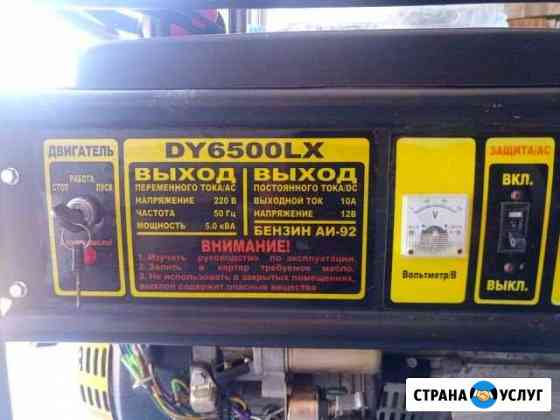 ДВИГАТЕЛЬ
РАБОТА
СТОП
ПУСК
DY6500LX
ВЫХОД
ПЕРЕМЕННОГО ТОКА/АС
НАПРЯЖЕНИЕ 220 В
ЧАСТОТА 50 Гц
МОЩНОСТЬ 5.0 кВА
ВЫХОД
ПОСТОЯННОГО ТОКА/DC
ВЫХОДНОЙ ТОК 10А
НАПРЯЖЕНИЕ 12В
БЕНЗИН АИ-92
ВНИМАНИЕ!
1. Изучить руководство по эксплуатации.
2. Залить в картер требуемое масло.
3. Не использовать в закрытых помещениях,
выхлоп содержит опасные вещества
V
Вольтметр/В
ЗАЩИТА/АС
ВКЛ.
ВЫКЛ.
СТРАНА УСЛУГ